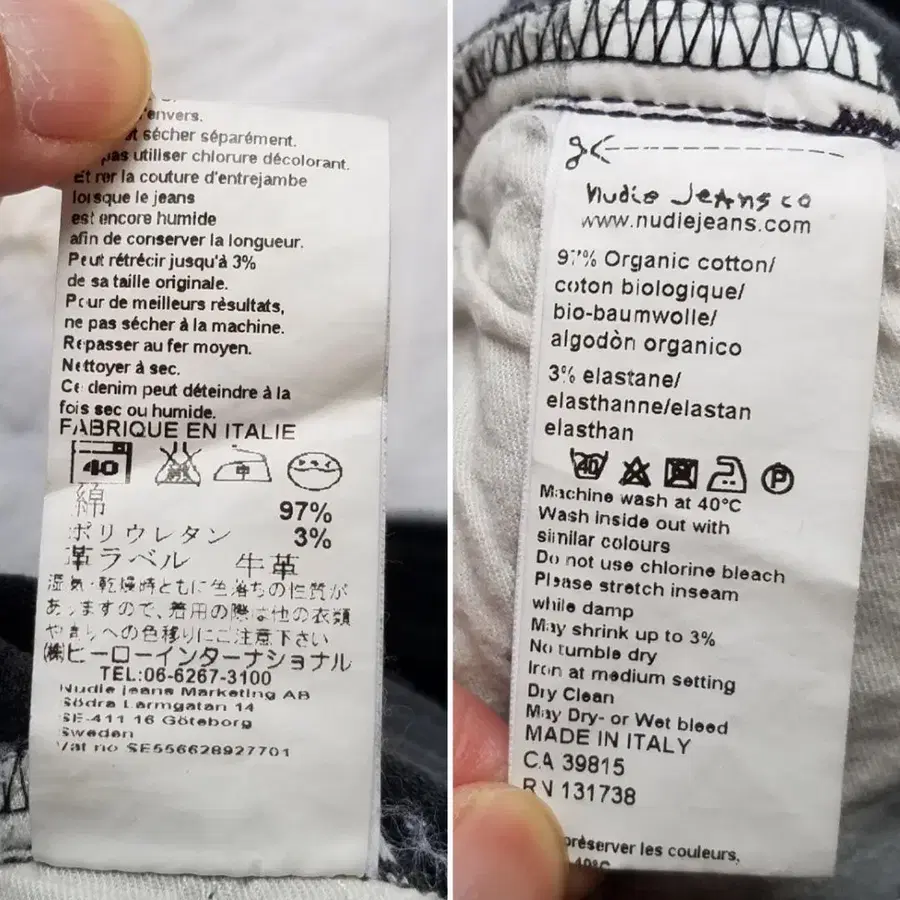 l'envers.
et sécher séparément.
pas utiliser chlorure décolorant.
Et rer la couture d'entrejambe
lorsque le jeans
est encore humide
afin de conserver la longueur.
Peut rétrécir jusqu'à 3%
de sa taille originale.
Pour de meilleurs rèsultats,
ne pas sécher à la machine.
Repasser au fer moyen.
Nettoyer à sec.
Ce denim peut déteindre à la
fois sec ou humide.
FABRIQUE EN ITALIE
40 中
綿 97%
ポリウレタン 3%
革ラベル 牛革
湿気・乾燥時ともに色落ちの性質が
ありますので、着用の際は他の衣類
や への色移りにご注意下さい
㈱ヒーローインターナショナル
TEL:06-6267-3100
Nudie Jeans Marketing AB
Södra Larmgatan 14
SE-411 16 Göteborg
Sweden
Vat no SE556628927701
Nudie Jeans co
www.nudiejeans.com
97% Organic cotton/
coton biologique/
bio-baumwolle/
algodòn organico
3% elastane/
elasthanne/elastan
elasthan
40 P
Machine wash at 40°C
Wash inside out with
similar colours
Do not use chlorine bleach
Please stretch inseam
while damp
May shrink up to 3%
No tumble dry
Iron at medium setting
Dry Clean
May Dry- or Wet bleed
MADE IN ITALY
CA 39815
RN 131738
préserver les couleurs,
40°C